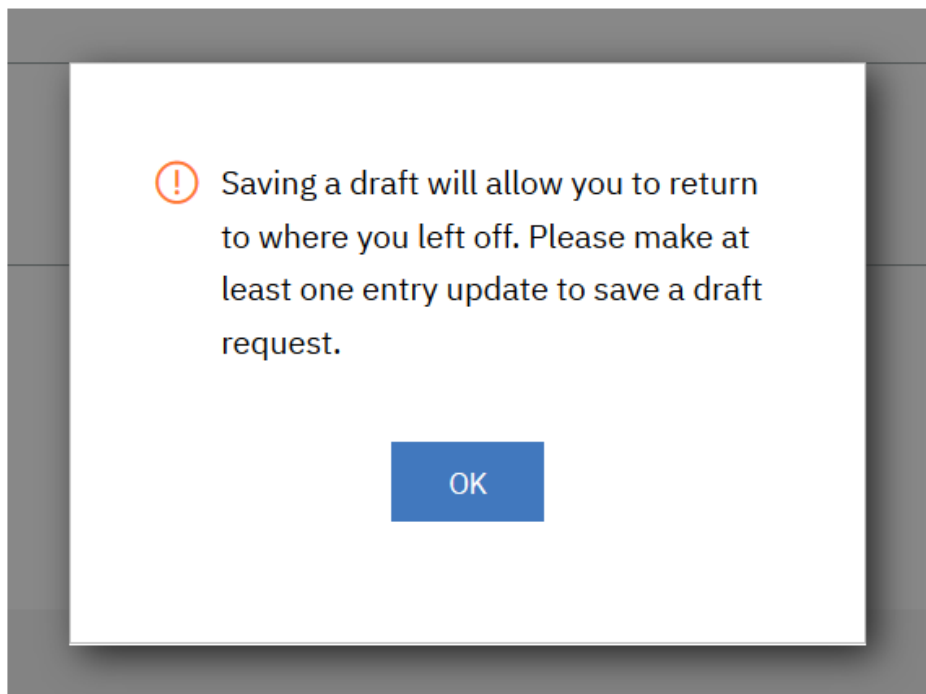 Saving a draft will allow you to return
to where you left off. Please make at
least one entry update to save a draft
request.
OK